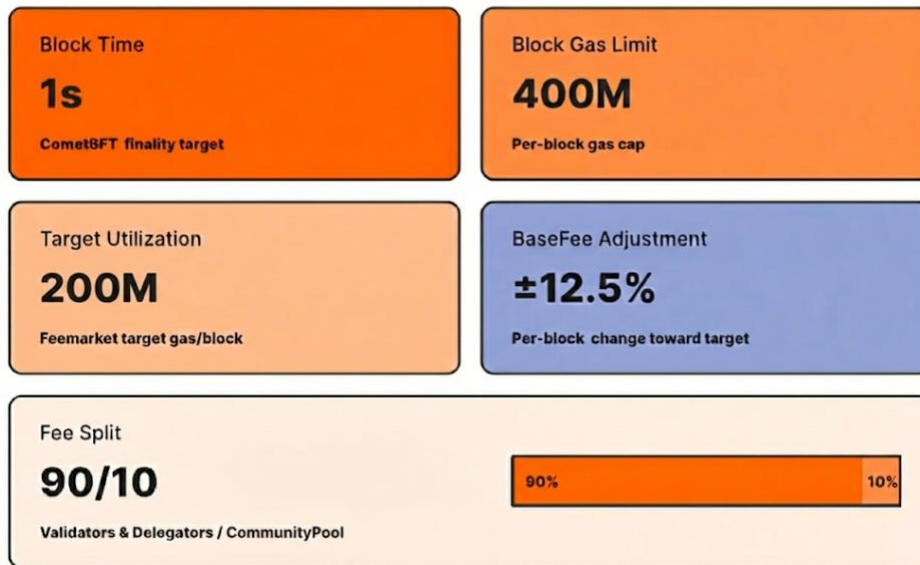 Block Time
1s
CometBFT finality target
Block Gas Limit
400M
Per-block gas cap
Target Utilization
200M
Feemarket target gas/block
BaseFee Adjustment
±12.5%
Per-block change toward target
Fee Split
90/10
Validators & Delegators / CommunityPool
90%
10%